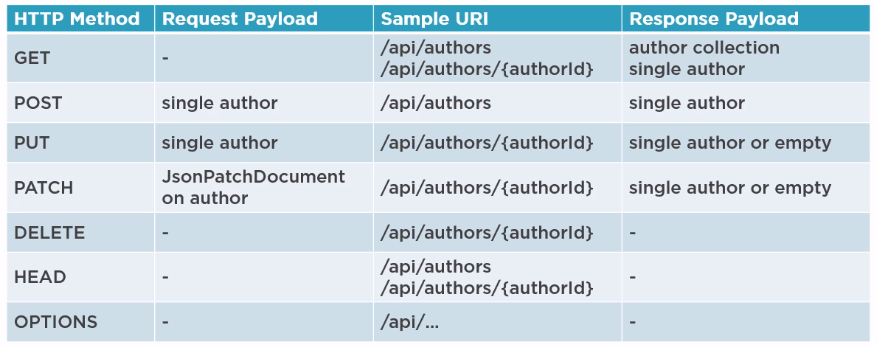 HTTP Method Request Payload Sample URI Response Payload
GET - /api/authors author collection
/api/authors/{authorId} single author
POST single author /api/authors single author
PUT single author /api/authors/{authorId} single author or empty
PATCH JsonPatchDocument on author /api/authors/{authorId} single author or empty
DELETE - /api/authors/{authorId} -
HEAD - /api/authors
/api/authors/{authorId} -
OPTIONS - /api/... -